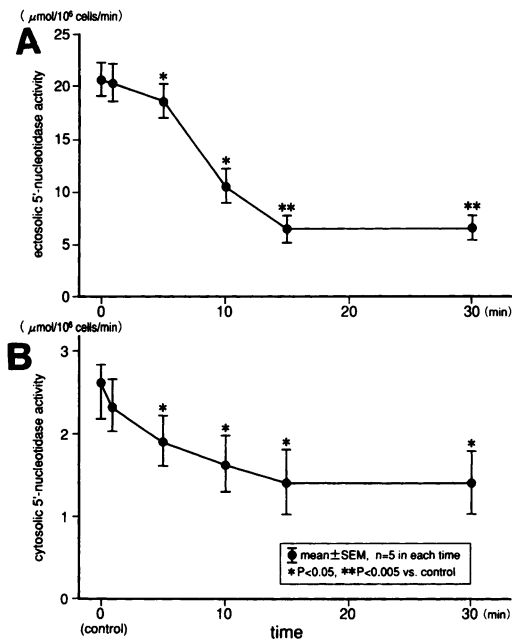 ( μmol/10⁶ cells/min)
A
25
20
15
10
5
0
ectosolic 5'-nucleotidase activity
*
*
**
**
0
10
20
30 (min)
( μmol/10⁶ cells/min)
B
3
2
1
0
cytosolic 5'-nucleotidase activity
*
*
*
*
mean±SEM, n=5 in each time
*P<0.05, **P<0.005 vs. control
0
10
20
30 (min)
(control)
time